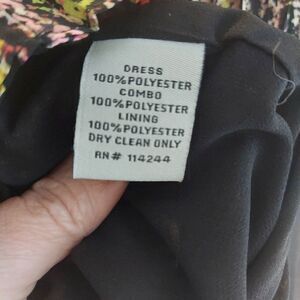 DRESS
100% POLYESTER
COMBO
100% POLYESTER
LINING
100% POLYESTER
DRY CLEAN ONLY
RN# 114244